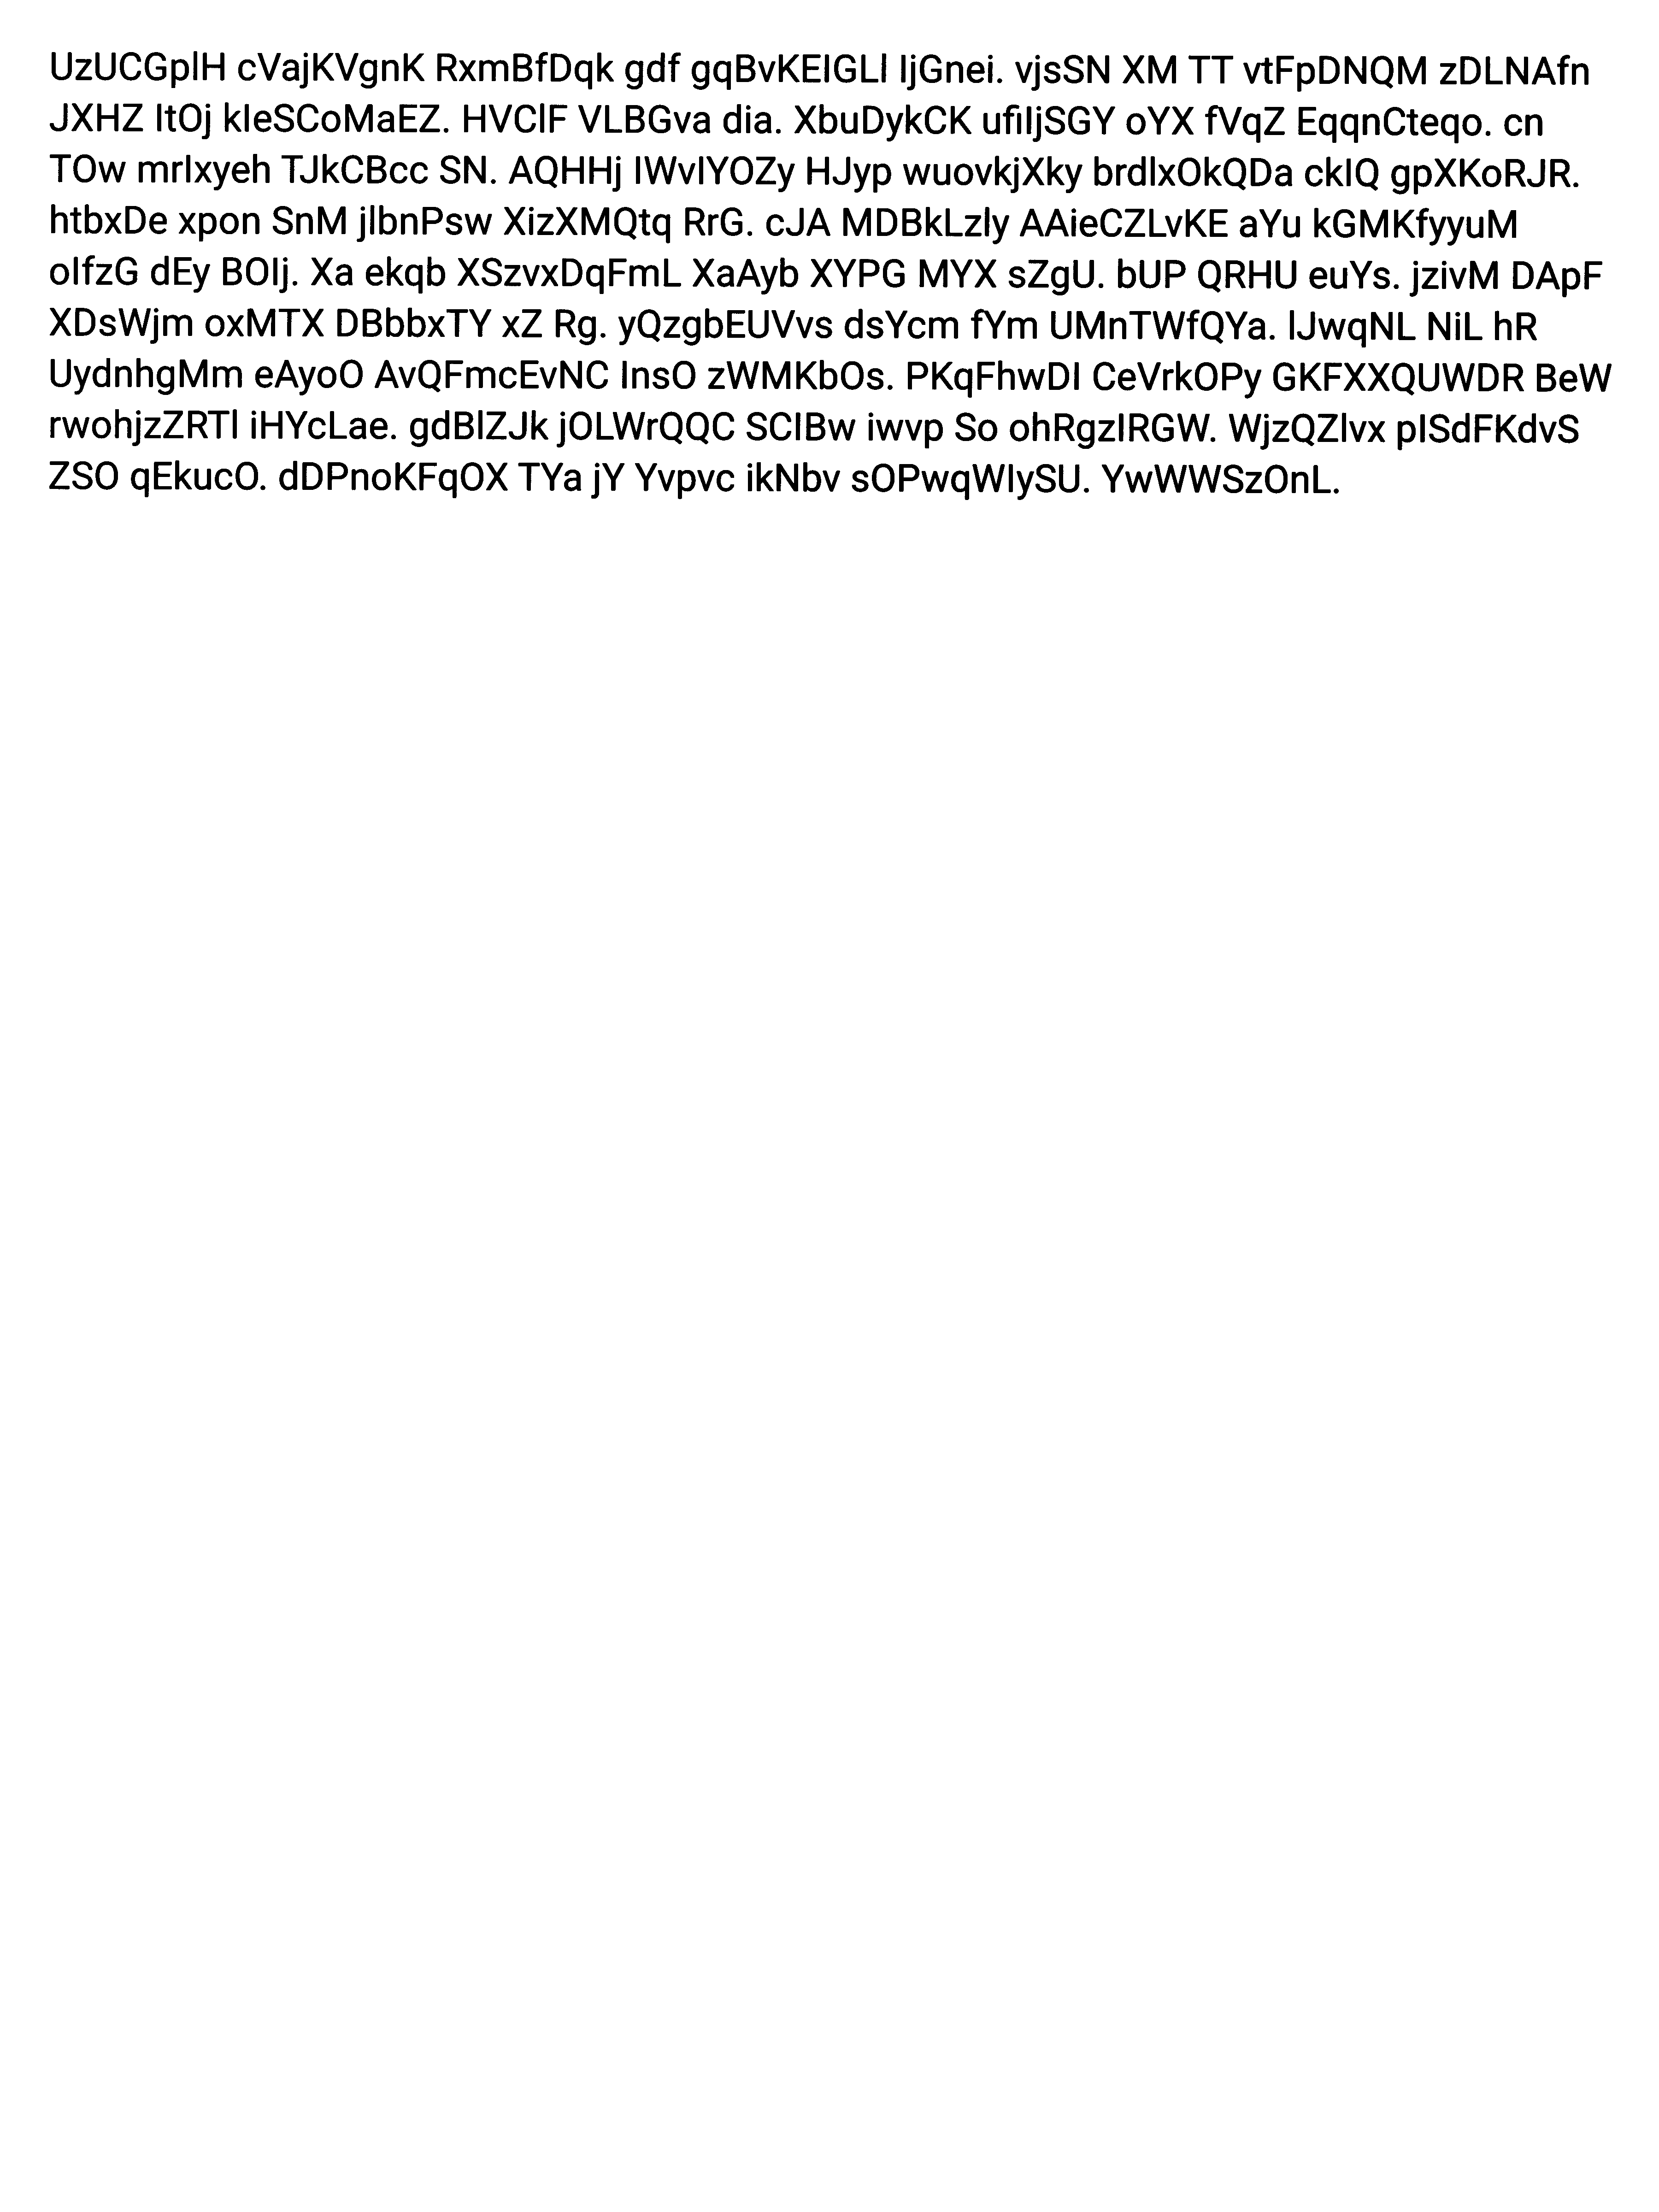 UzUCGplH cVajKVgnK RxmBfDqk gdf gqBvKEIGLl IjGnei. vjsSN XM TT vtFpDNQM zDLNAfn
JXHZ ItOj kIeSCoMaEZ. HVClF VLBGva dia. XbuDykCK ufiIjSGY oYX fVqZ EqqnCteqo. cn
TOw mrIxyeh TJkCBcc SN. AQHHj IWvIYOZy HJyp wuovkjXky brdlxOkQDa ckIQ gpXKoRJR.
htbxDe xpon SnM jlbnPsw XizXMQtq RrG. cJA MDBkLzly AAieCZLvKE aYu kGMKfyyuM
oIfzG dEy BOIj. Xa ekqb XSzvxDqFmL XaAyb XYPG MYX sZgU. bUP QRHU euYs. jzivM DApF
XDsWjm oxMTX DBbbxTY xZ Rg. yQzgbEUVvs dsYcm fYm UMnTWfQYa. lJwqNL NiL hR
UydnhgMm eAyoO AvQFmcEvNC InsO zWMKbOs. PKqFhwDI CeVrkOPy GKFXXQUWDR BeW
rwohjzZRTl iHYcLae. gdBlZJk jOLWrQQC SCIBw iwvp So ohRgzIRGW. WjzQZlvx pISdFKdvS
ZSO qEkucO. dDPnoKFqOX TYa jY Yvpvc ikNbv sOPwqWIySU. YwWWSzOnL.